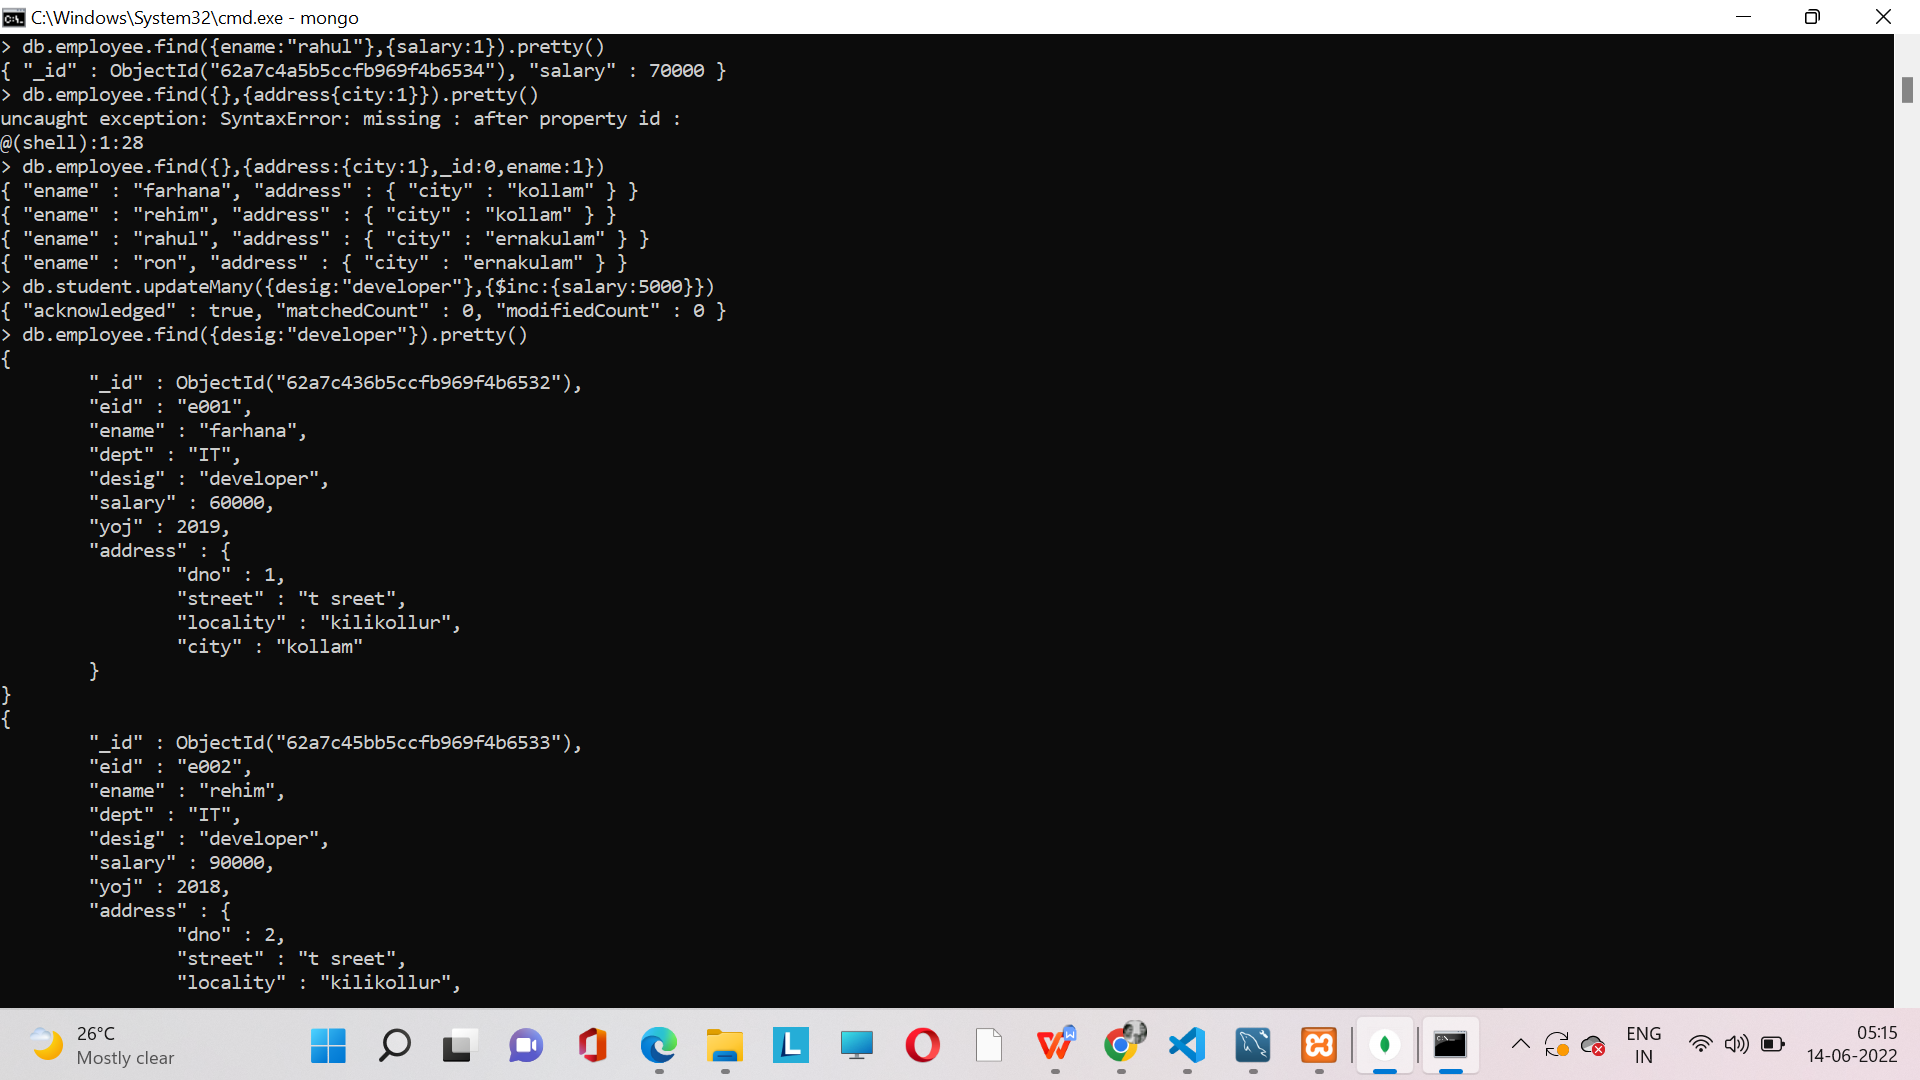 C:\Windows\System32\cmd.exe - mongo
> db.employee.find({ename:"rahul"},{salary:1}).pretty()
{ "_id" : ObjectId("62a7c4a5b5ccfb969f4b6534"), "salary" : 70000 }
> db.employee.find({},{address{city:1}}).pretty()
uncaught exception: SyntaxError: missing : after property id :
@(shell):1:28
> db.employee.find({},{address:{city:1},_id:0,ename:1})
{ "ename" : "farhana", "address" : { "city" : "kollam" } }
{ "ename" : "rehim", "address" : { "city" : "kollam" } }
{ "ename" : "rahul", "address" : { "city" : "ernakulam" } }
{ "ename" : "ron", "address" : { "city" : "ernakulam" } }
> db.student.updateMany({desig:"developer"},{$inc:{salary:5000}})
{ "acknowledged" : true, "matchedCount" : 0, "modifiedCount" : 0 }
> db.employee.find({desig:"developer"}).pretty()
{
"_id" : ObjectId("62a7c436b5ccfb969f4b6532"),
"eid" : "e001",
"ename" : "farhana",
"dept" : "IT",
"desig" : "developer",
"salary" : 60000,
"yoj" : 2019,
"address" : {
"dno" : 1,
"street" : "t sreet",
"locality" : "kilikollur",
"city" : "kollam"
}
}
{
"_id" : ObjectId("62a7c45bb5ccfb969f4b6533"),
"eid" : "e002",
"ename" : "rehim",
"dept" : "IT",
"desig" : "developer",
"salary" : 90000,
"yoj" : 2018,
"address" : {
"dno" : 2,
"street" : "t sreet",
"locality" : "kilikollur",
26°C
Mostly clear
ENG
IN
05:15
14-06-2022